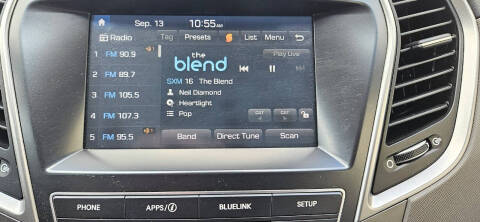 Sep. 13 10:55AM
Radio Tag Presets List Menu
1 FM 90.9
2 FM 89.7
3 FM 105.5
4 FM 107.3
5 FM 95.5
the
blend
Play Live
SXM 16 The Blend
Neil Diamond
Heartlight
Pop
CAT CAT
Band Direct Tune Scan
PHONE APPS/i BLUELINK SETUP